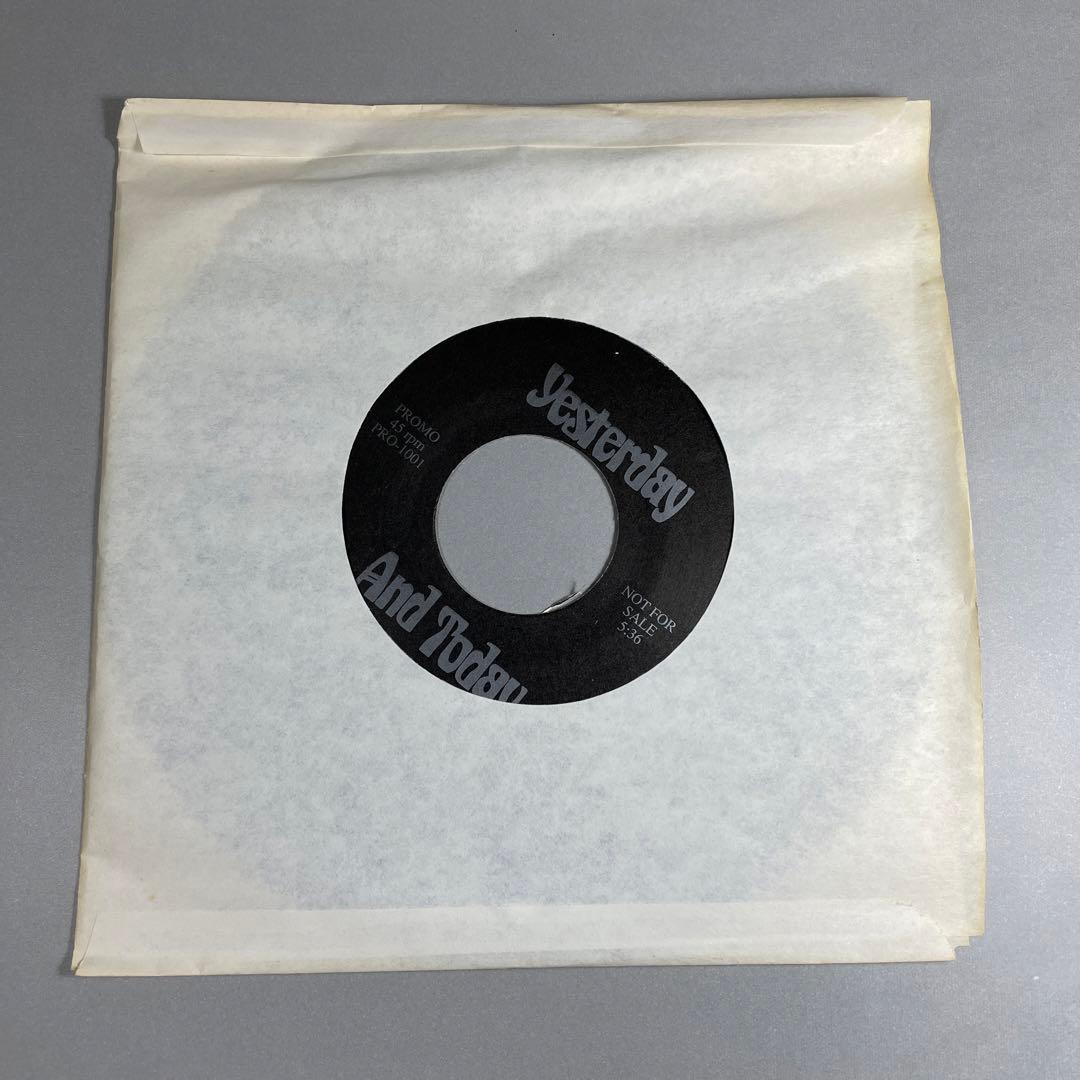 Yesterday
PROMO
45 rpm
PRO-1001
NOT FOR
SALE
5:36
And Today